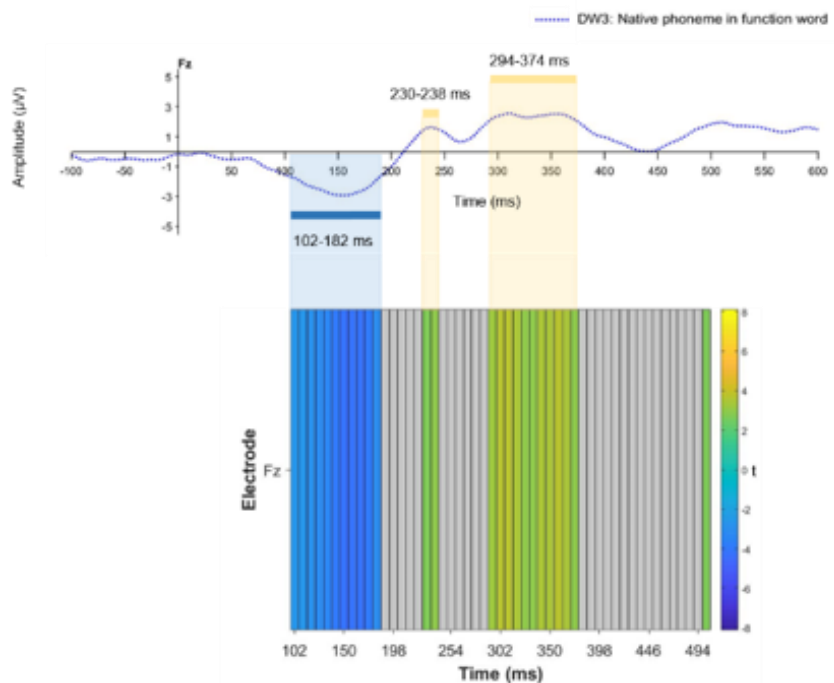 DW3: Native phoneme in function word
294-374 ms
Fz
5
230-238 ms
3
1
Amplitude (µV)
-100 -50 50 100 150 200 250 300 350 400 450 500 550 600
-1
-3
Time (ms)
-5
102-182 ms
8
6
4
2
Electrode
Fz
0 t
-2
-4
-6
-8
102 150 198 254 302 350 398 446 494
Time (ms)